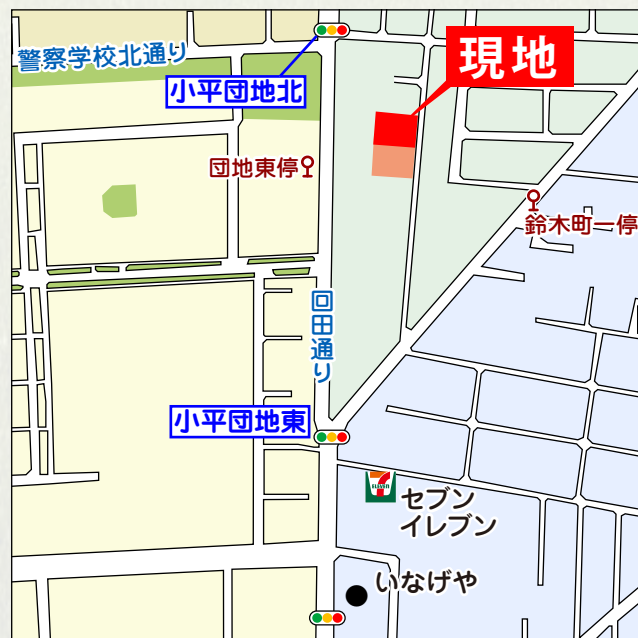 警察学校北通り
現地
小平団地北
団地東停
鈴木町一停
回田通り
小平団地東
ELEVEN
セブン
イレブン
いなげや